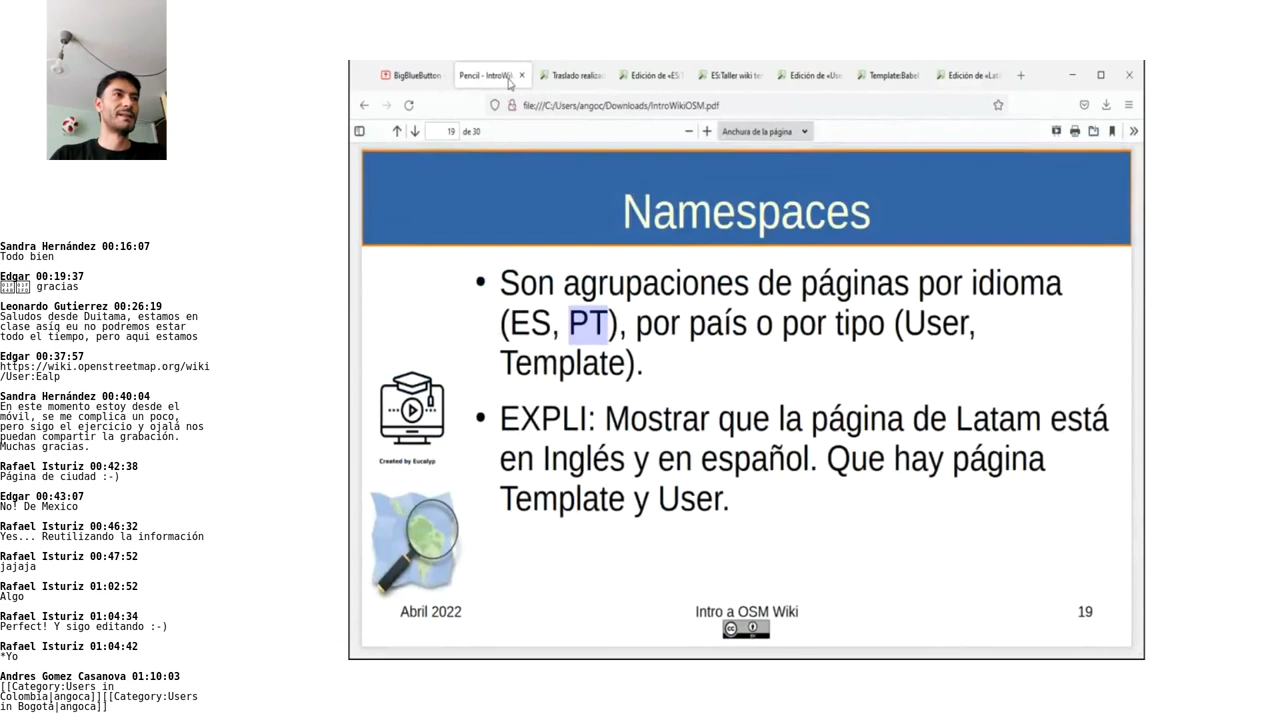 BigBlueButton
Pencil - IntroWiki
Traslado realizad
Edición de «ES:T
ES:Taller wiki ter
Edición de «Use
Template:Babel
Edición de «Lat
file:///C:/Users/angoc/Downloads/IntroWikiOSM.pdf
19 de 30
Anchura de la página
Namespaces
• Son agrupaciones de páginas por idioma
(ES, PT), por país o por tipo (User,
Template).
• EXPLI: Mostrar que la página de Latam está
en Inglés y en español. Que hay página
Template y User.
Created by Eucalyp
Abril 2022
Intro a OSM Wiki
19
Sandra Hernández 00:16:07
Todo bien
Edgar 00:19:37
gracias
Leonardo Gutierrez 00:26:19
Saludos desde Duitama, estamos en
clase asig eu no podremos estar
todo el tiempo, pero aqui estamos
Edgar 00:37:57
https://wiki.openstreetmap.org/wiki
/User:Ealp
Sandra Hernández 00:40:04
En este momento estoy desde el
móvil, se me complica un poco,
pero sigo el ejercicio y ojalá nos
puedan compartir la grabación.
Muchas gracias.
Rafael Isturiz 00:42:38
Página de ciudad :-)
Edgar 00:43:07
No! De Mexico
Rafael Isturiz 00:46:32
Yes... Reutilizando la información
Rafael Isturiz 00:47:52
jajaja
Rafael Isturiz 01:02:52
Algo
Rafael Isturiz 01:04:34
Perfect! Y sigo editando :-)
Rafael Isturiz 01:04:42
*Yo
Andres Gomez Casanova 01:10:03
[[Category:Users in
Colombia|angoca]][[Category:Users
in Bogotá|angoca]]